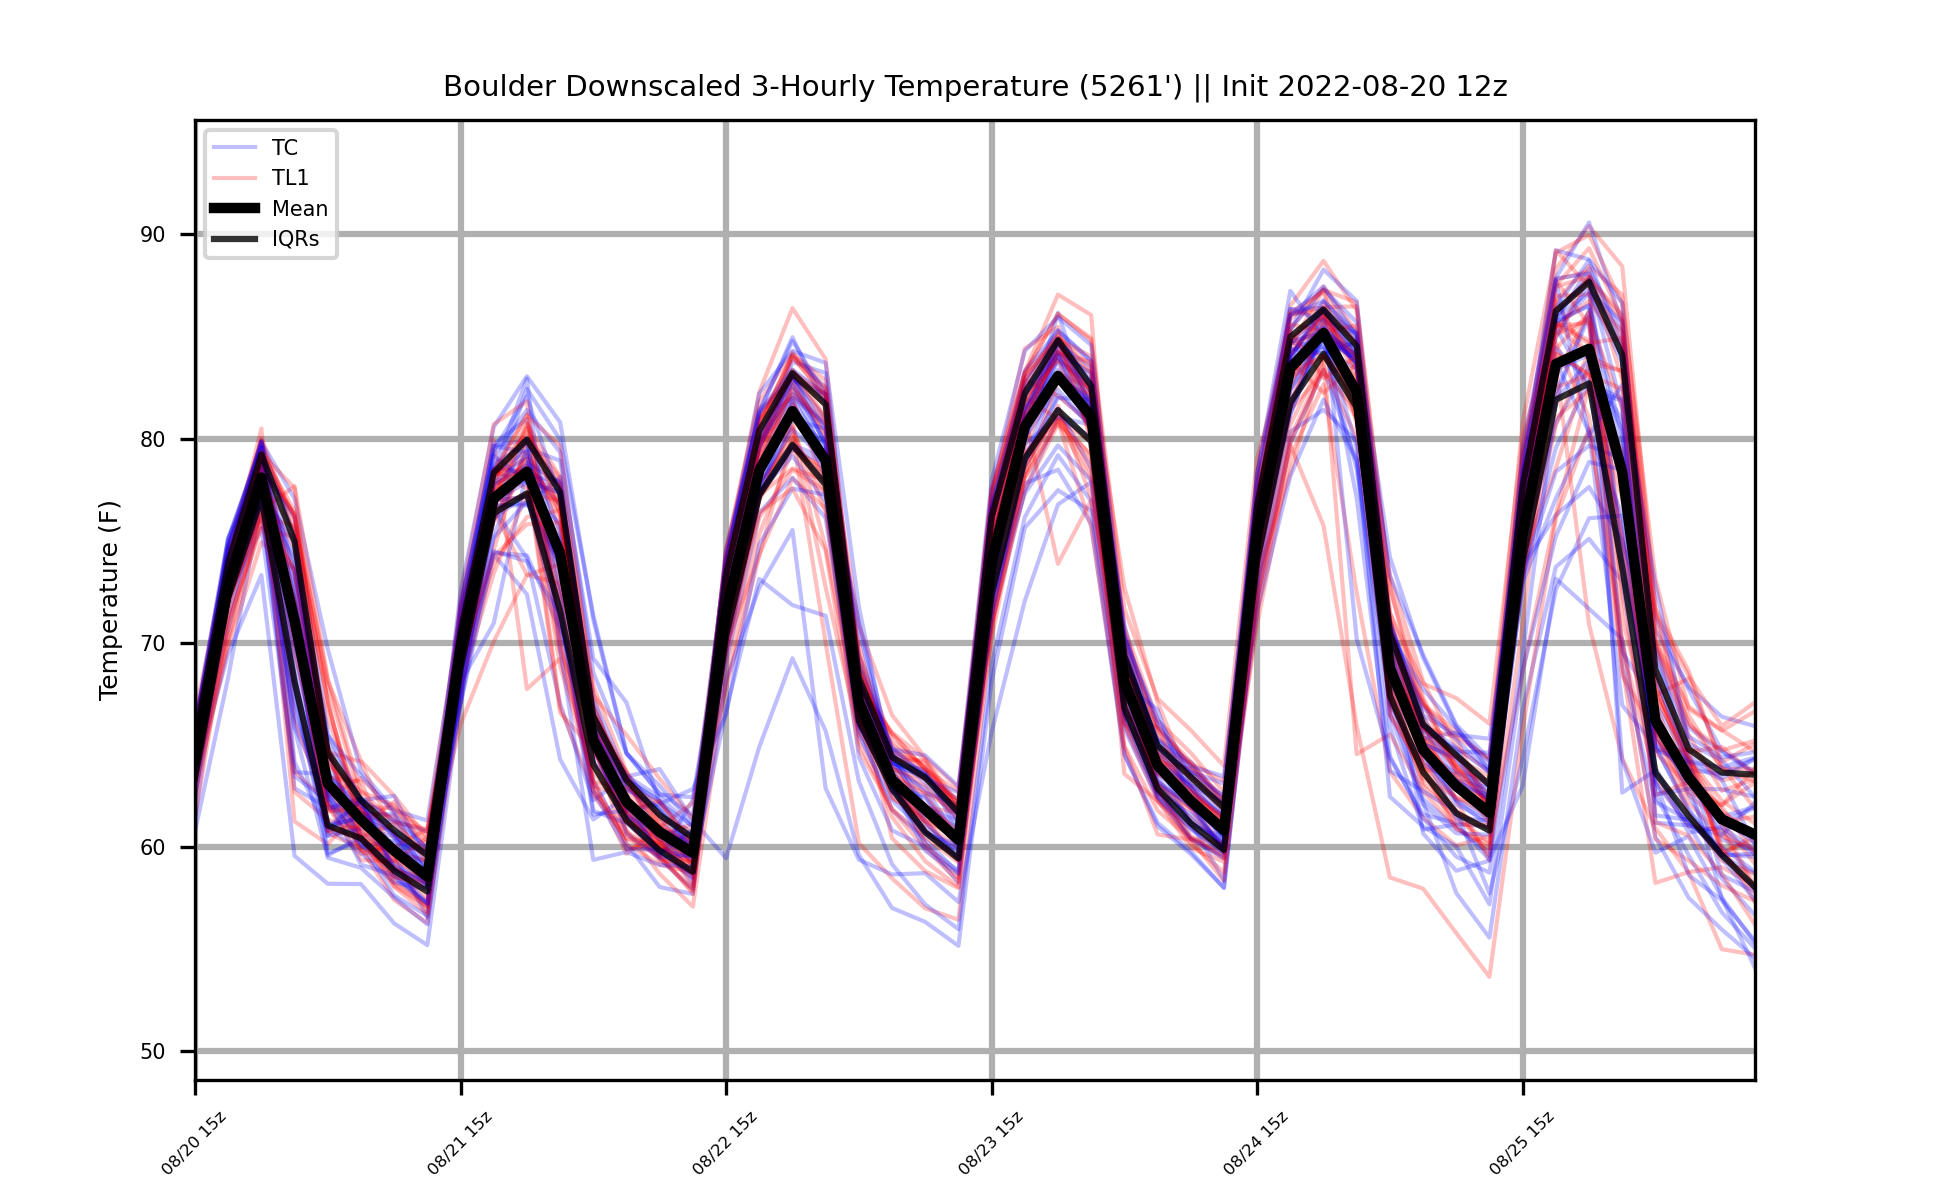 Boulder Downscaled 3-Hourly Temperature (5261') || Init 2022-08-20 12z
TC
TL1
Mean
IQRs
Temperature (F)
90
80
70
60
50
08/20 15z
08/21 15z
08/22 15z
08/23 15z
08/24 15z
08/25 15z